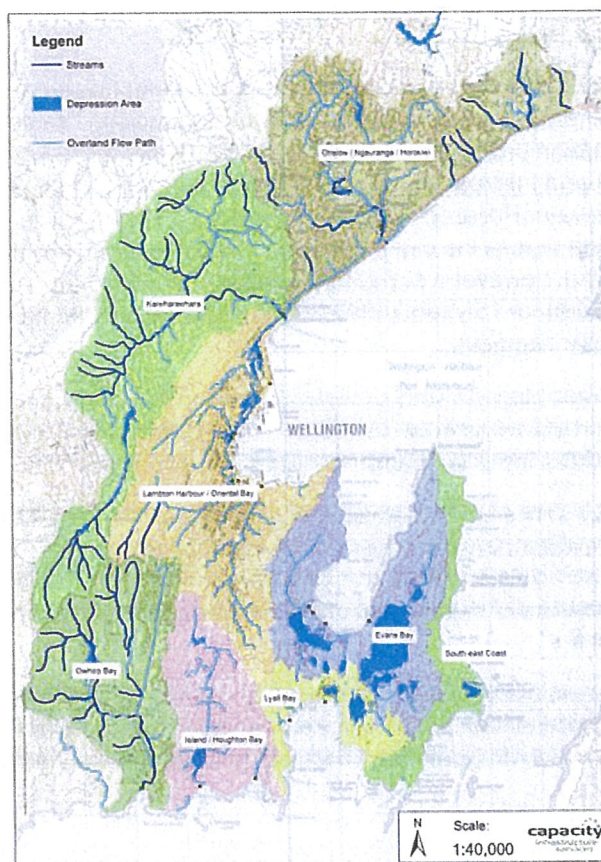 Legend
Streams
Depression Area
Overland Flow Path
Onslow / Ngauranga / Horokiwi
Kaiwharawhara
WELLINGTON
Lambton Harbour / Oriental Bay
Evans Bay
South-east Coast
Owhiro Bay
Lyall Bay
Island / Houghton Bay
N
Scale:
1:40,000
capacity